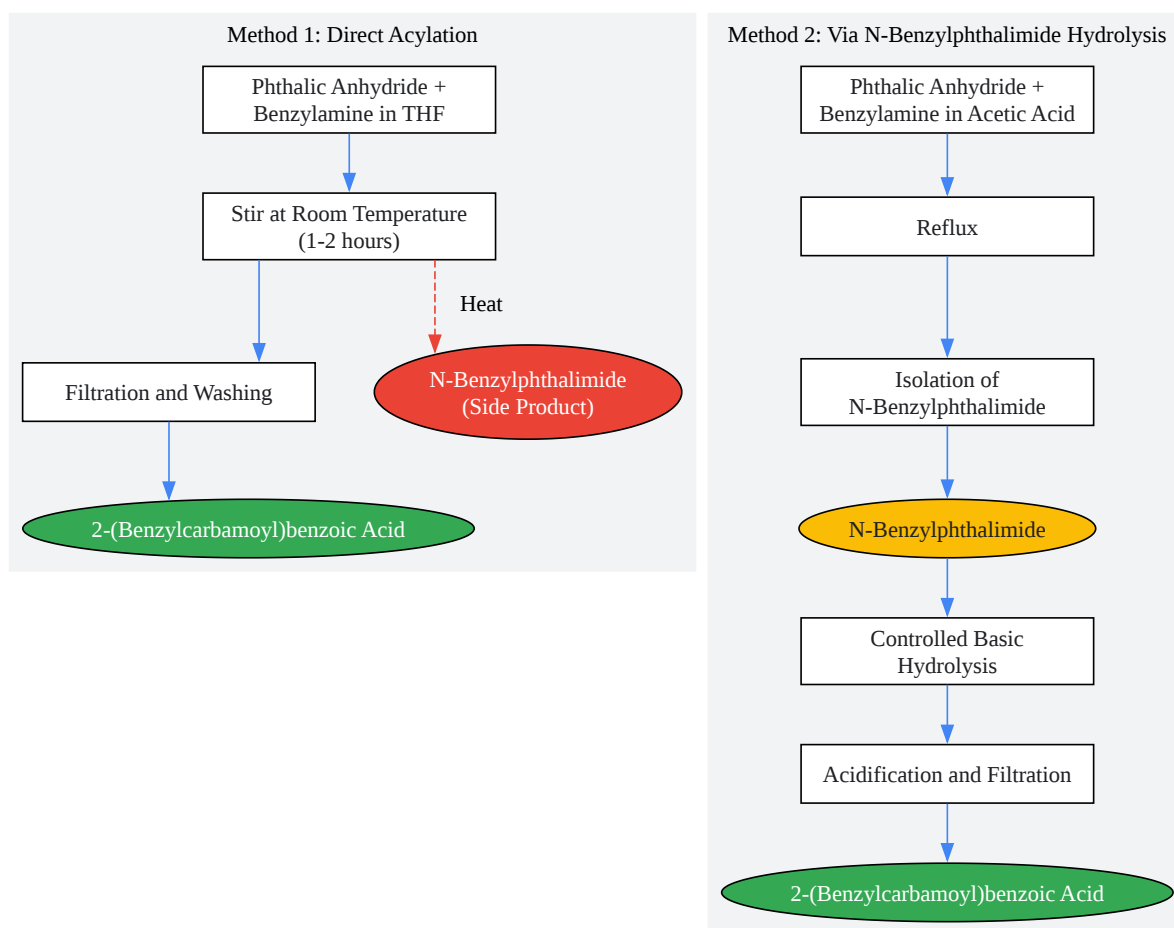 Method 1: Direct Acylation
Phthalic Anhydride +
Benzylamine in THF
Stir at Room Temperature
(1-2 hours)
Heat
Filtration and Washing
N-Benzylphthalimide
(Side Product)
2-(Benzylcarbamoyl)benzoic Acid
Method 2: Via N-Benzylphthalimide Hydrolysis
Phthalic Anhydride +
Benzylamine in Acetic Acid
Reflux
Isolation of
N-Benzylphthalimide
N-Benzylphthalimide
Controlled Basic
Hydrolysis
Acidification and Filtration
2-(Benzylcarbamoyl)benzoic Acid